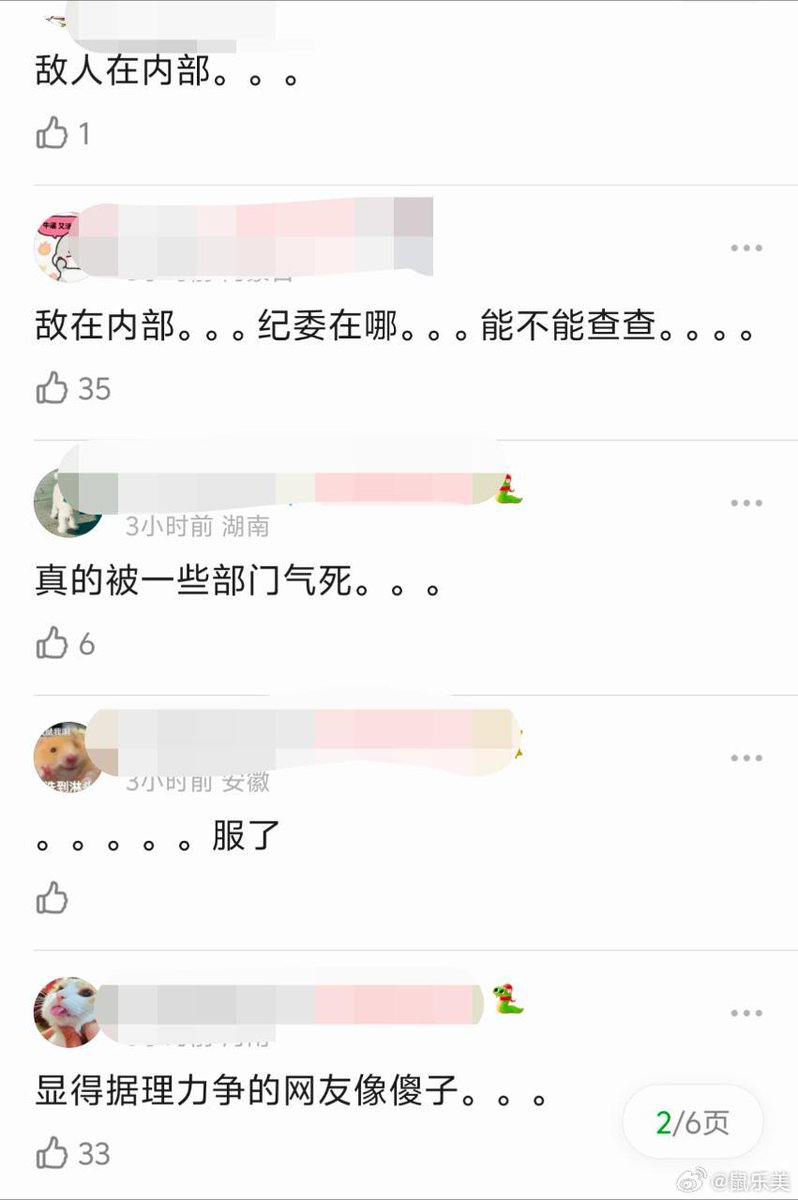 敌人在内部。。。
1
敌在内部。。。纪委在哪。。。能不能查查。。。。
35
3小时前 湖南
真的被一些部门气死。。。
6
3小时前 安徽
。。。。。服了
显得据理力争的网友像傻子。。。
2/6页
33
@鼠乐美